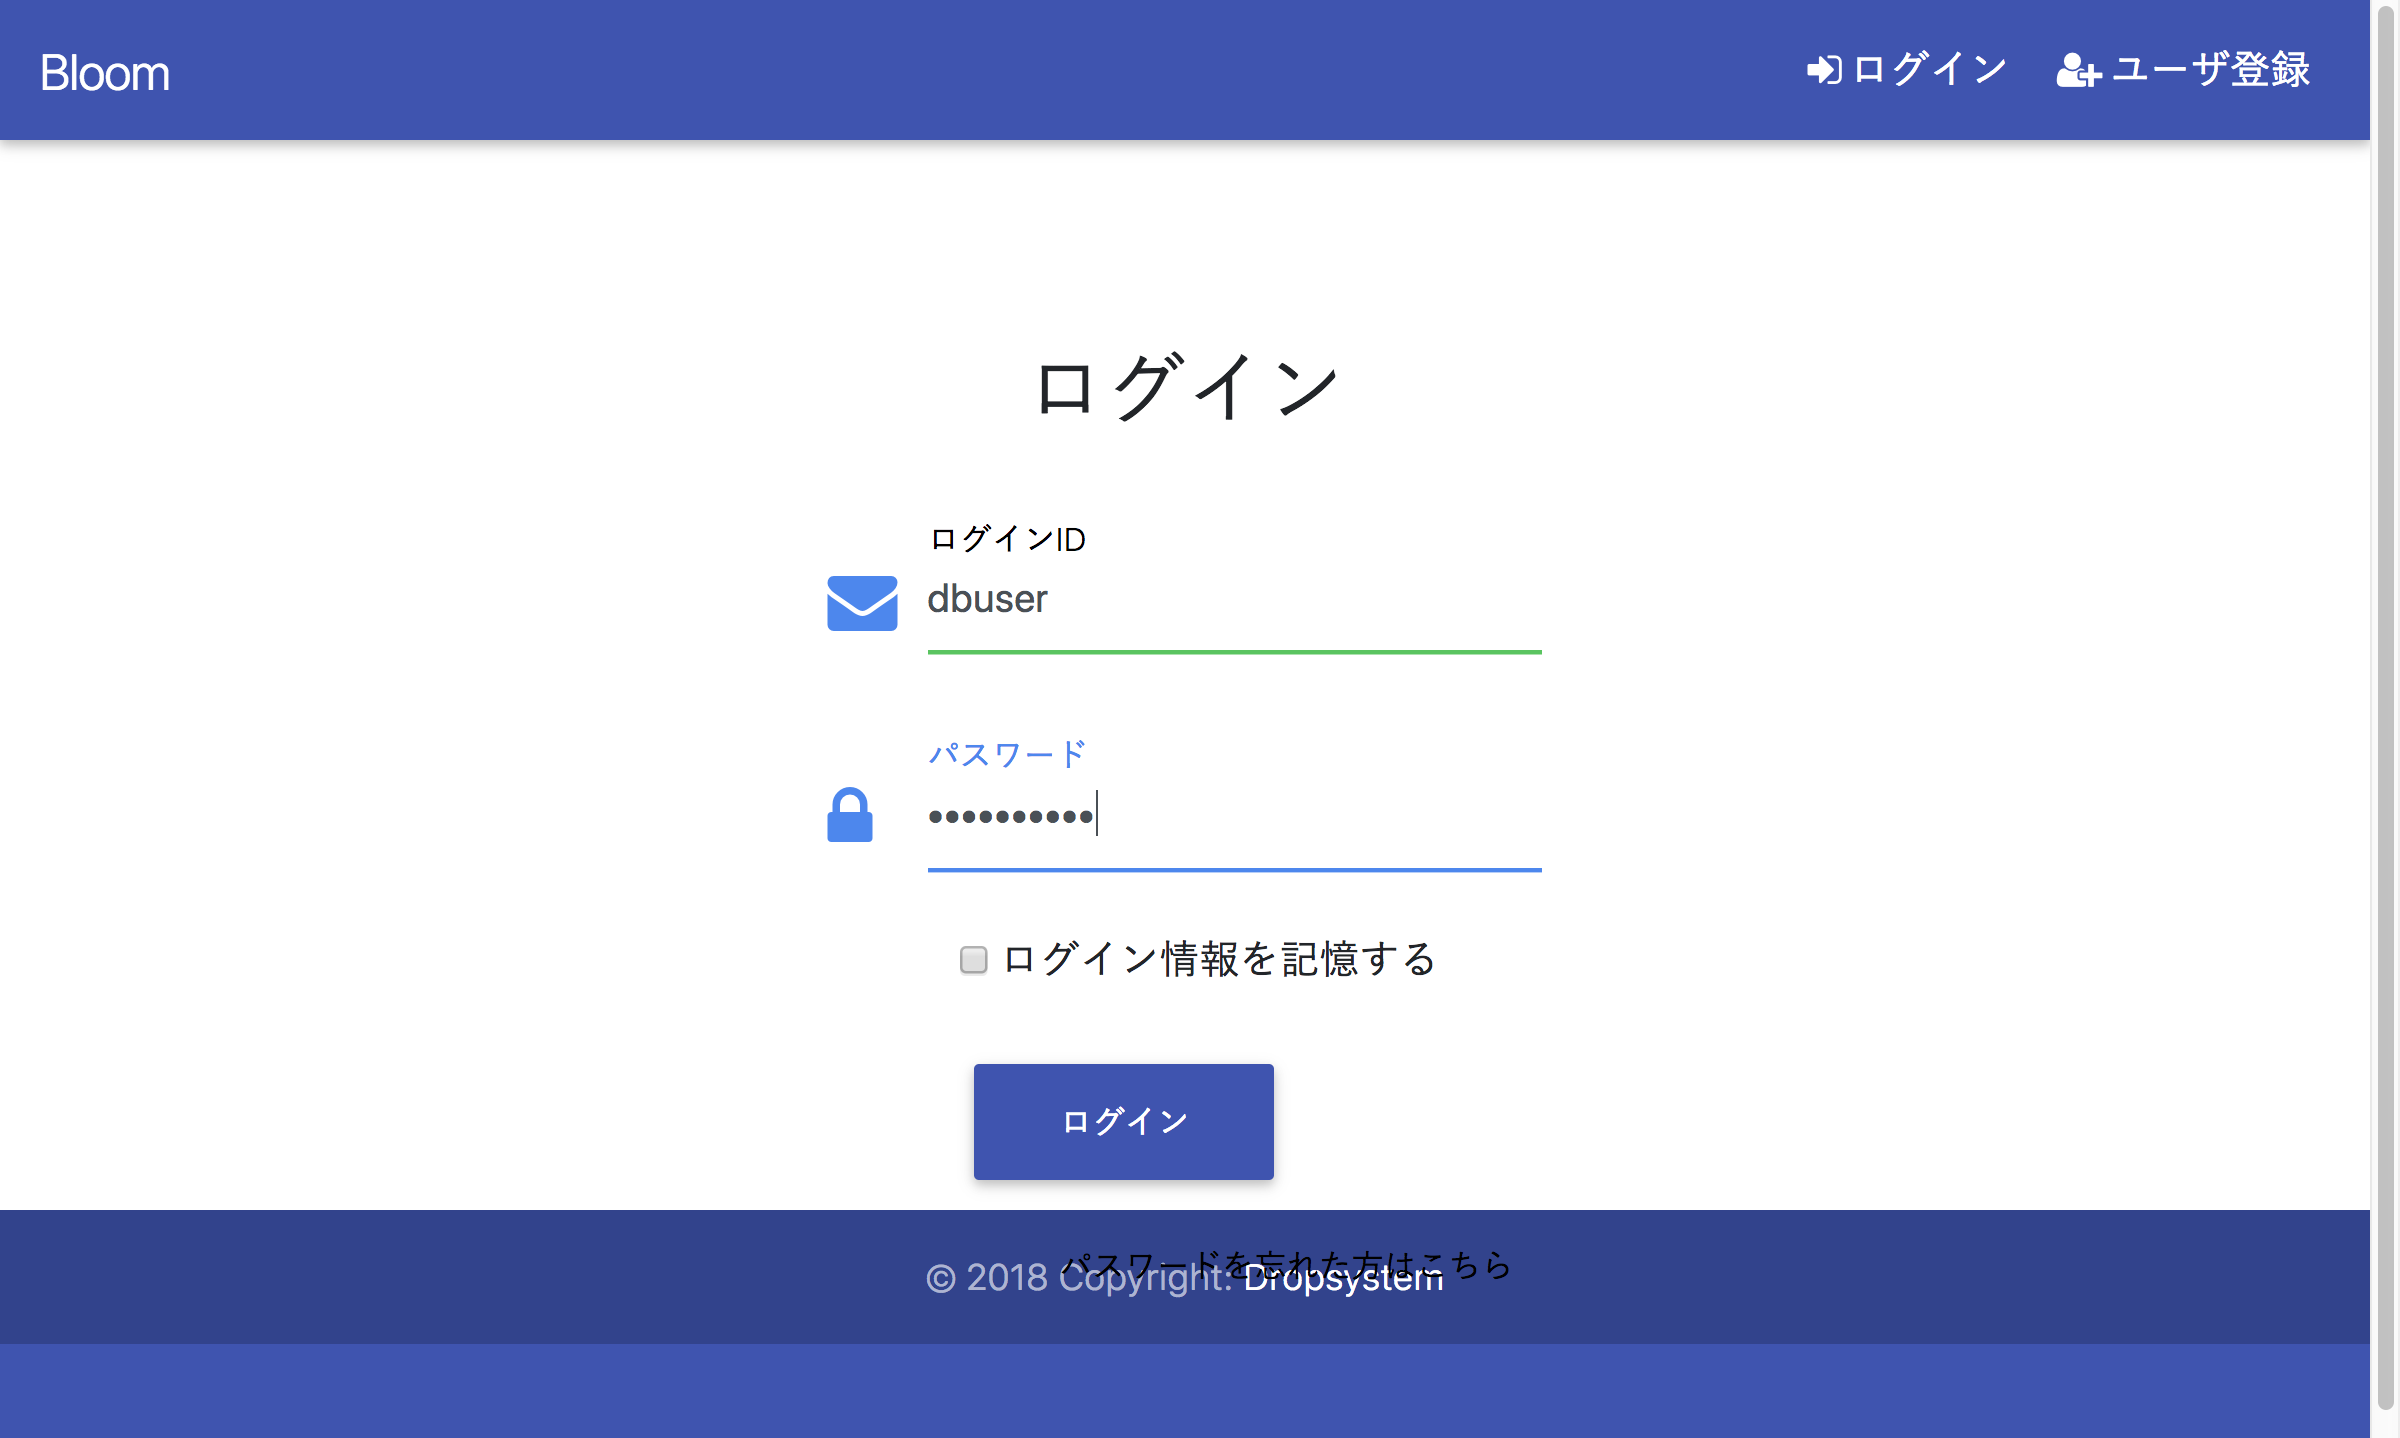 Bloom
ログイン
ユーザ登録
ログイン
ログインID
dbuser
パスワード
••••••••••
ログイン情報を記憶する
ログイン
パスワードを忘れた方はこちら
© 2018 Copyright: Dropsystem